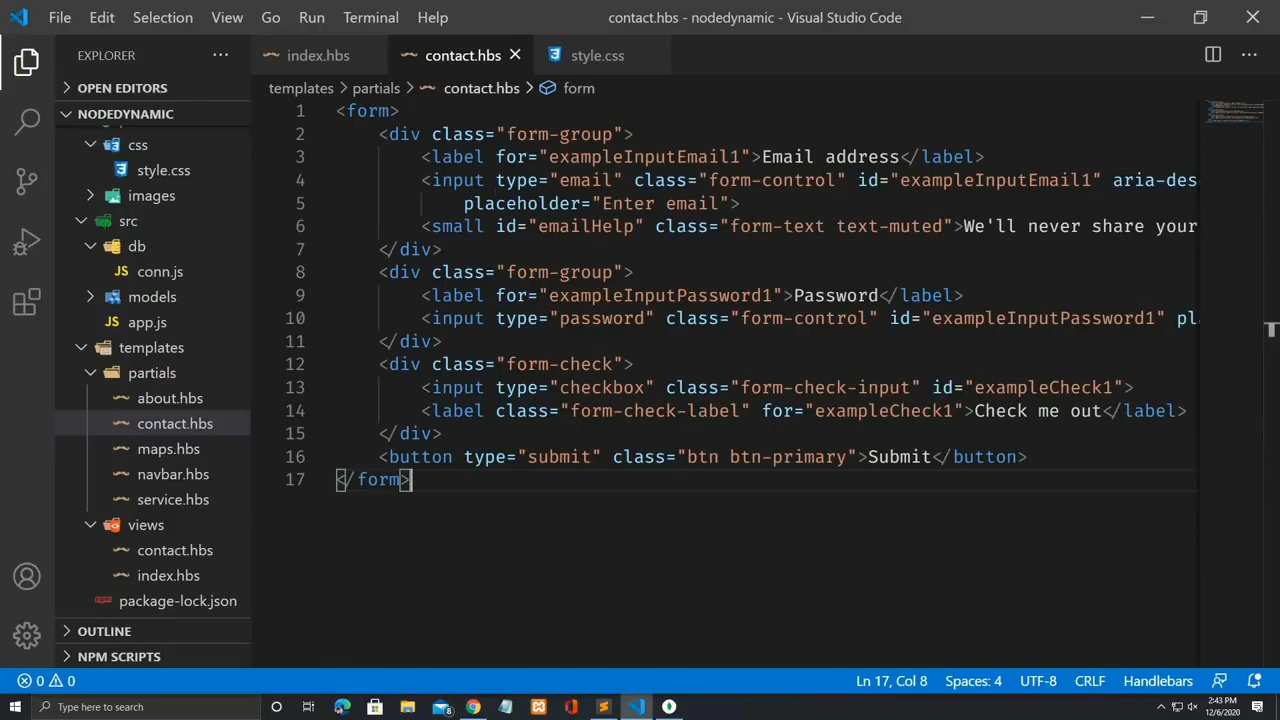 File Edit Selection View Go Run Terminal Help contact.hbs - nodedynamic - Visual Studio Code
EXPLORER
OPEN EDITORS
NODEDYNAMIC
css
style.css
images
src
db
JS conn.js
models
JS app.js
templates
partials
about.hbs
contact.hbs
maps.hbs
navbar.hbs
service.hbs
views
contact.hbs
index.hbs
package-lock.json
OUTLINE
NPM SCRIPTS
index.hbs contact.hbs style.css
templates > partials > contact.hbs > form
1 <form>
2 <div class="form-group">
3 <label for="exampleInputEmail1">Email address</label>
4 <input type="email" class="form-control" id="exampleInputEmail1" aria-des
5 placeholder="Enter email">
6 <small id="emailHelp" class="form-text text-muted">We'll never share your
7 </div>
8 <div class="form-group">
9 <label for="exampleInputPassword1">Password</label>
10 <input type="password" class="form-control" id="exampleInputPassword1" pla
11 </div>
12 <div class="form-check">
13 <input type="checkbox" class="form-check-input" id="exampleCheck1">
14 <label class="form-check-label" for="exampleCheck1">Check me out</label>
15 </div>
16 <button type="submit" class="btn btn-primary">Submit</button>
17 </form>
0 0 Ln 17, Col 8 Spaces: 4 UTF-8 CRLF Handlebars
Type here to search
8
2:43 PM
12/6/2020